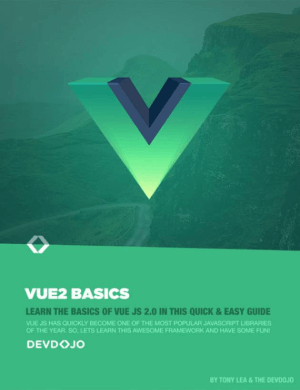 VUE2 BASICS
LEARN THE BASICS OF VUE JS 2.0 IN THIS QUICK & EASY GUIDE
VUE JS HAS QUICKLY BECOME ONE OF THE MOST POPULAR JAVASCRIPT LIBRARIES
OF THE YEAR. SO, LETS LEARN THIS AWESOME FRAMEWORK AND HAVE SOME FUN!
DEVDOJO
BY TONY LEA & THE DEVDOJO